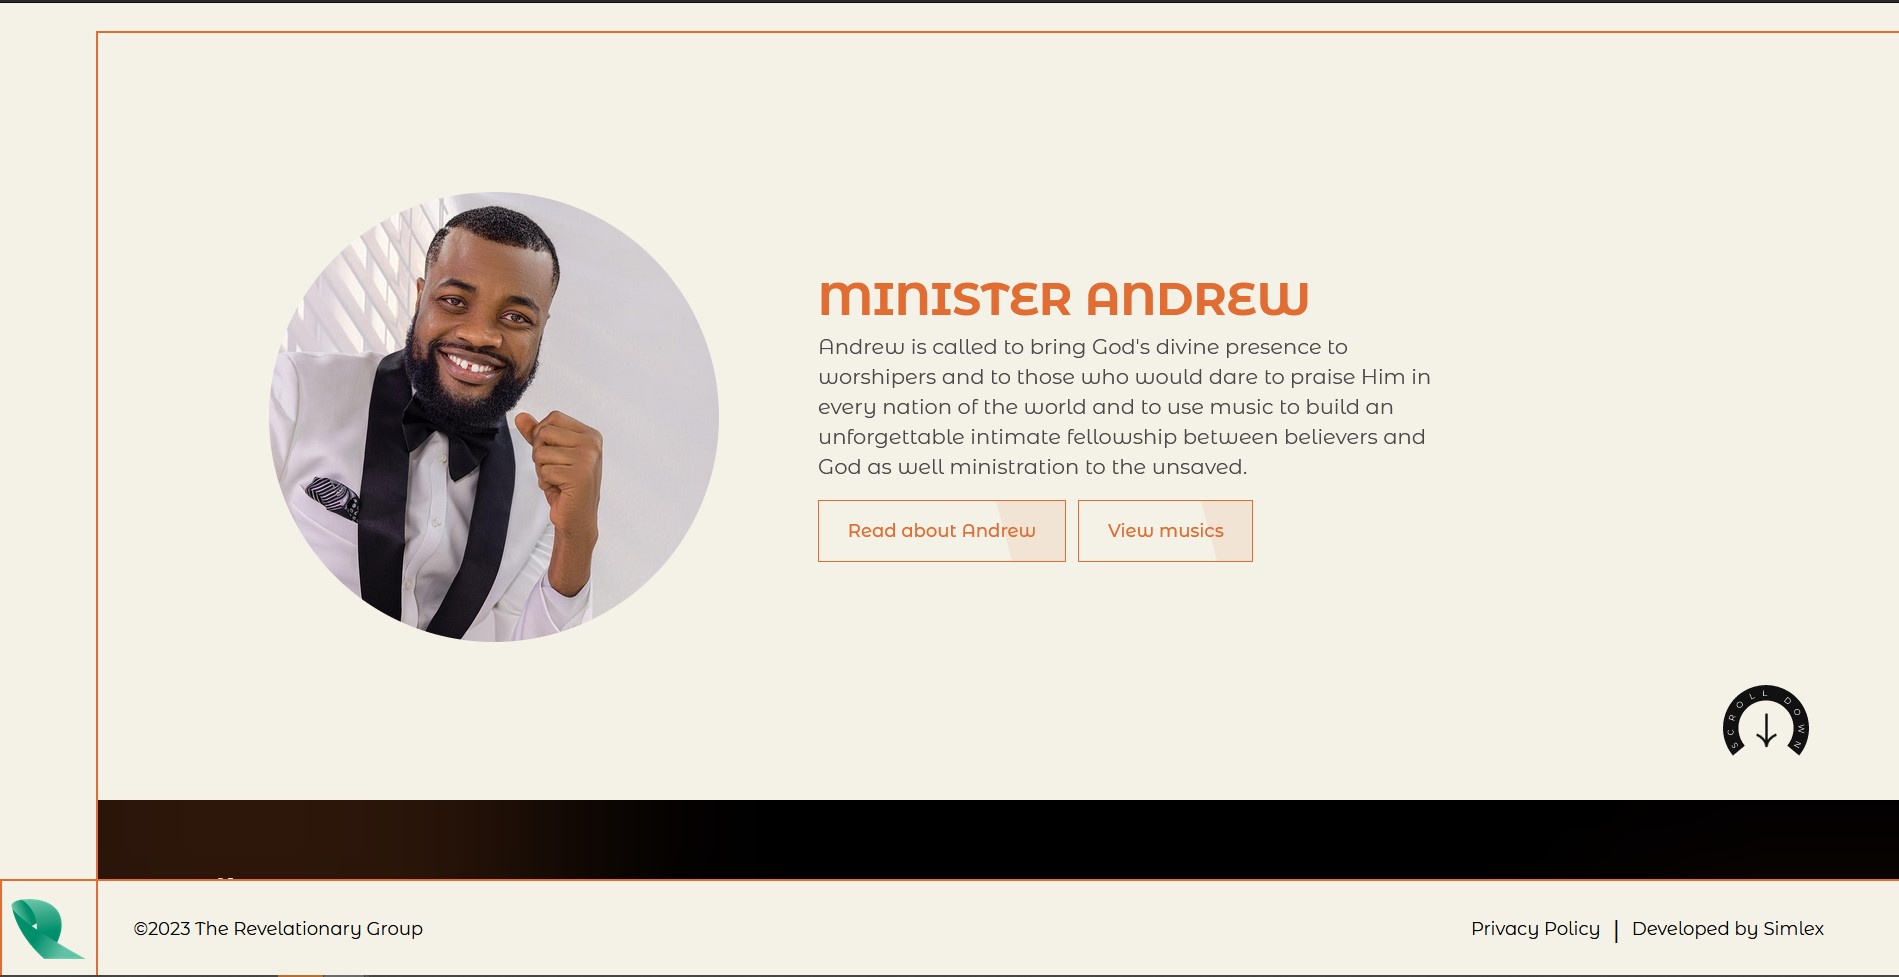 MINISTER ANDREW
Andrew is called to bring God's divine presence to
worshipers and to those who would dare to praise Him in
every nation of the world and to use music to build an
unforgettable intimate fellowship between believers and
God as well ministration to the unsaved.
Read about Andrew
View musics
SCROLL DOWN
©2023 The Revelationary Group
Privacy Policy | Developed by Simlex